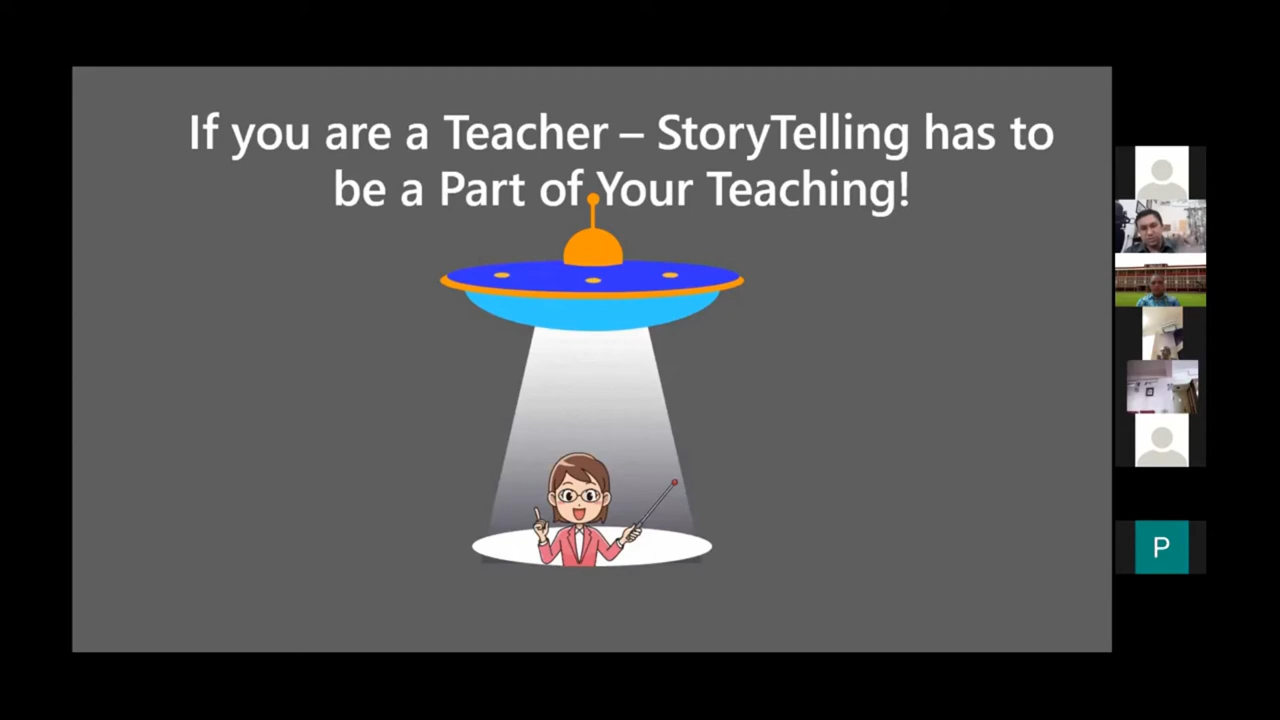 If you are a Teacher – StoryTelling has to
be a Part of Your Teaching!
P